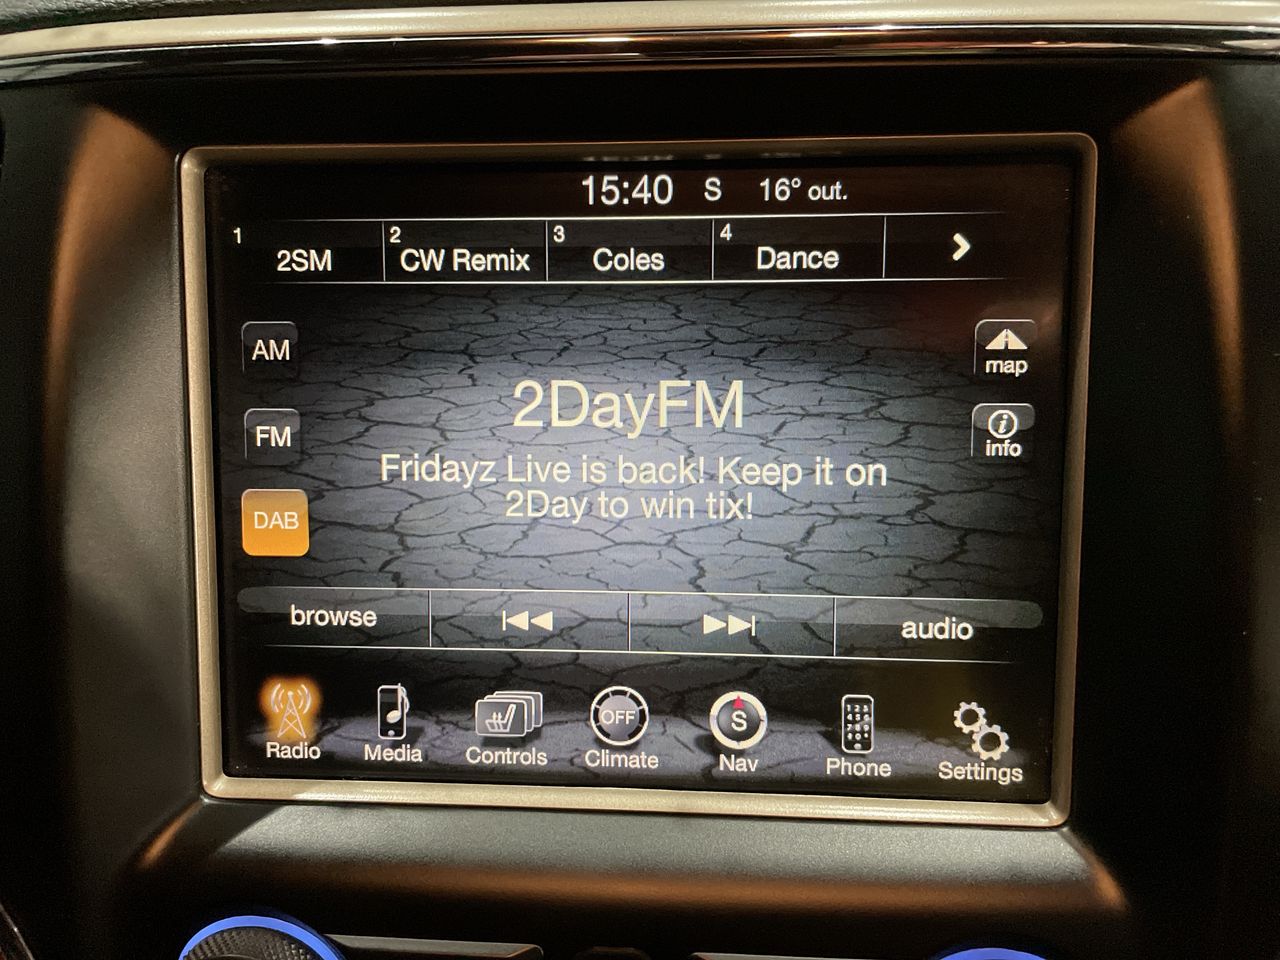 15:40 S 16° out.
1 2SM 2 CW Remix 3 Coles 4 Dance
AM
map
2DayFM
FM
info
Fridayz Live is back! Keep it on
2Day to win tix!
DAB
browse audio
OFF S
Radio Media Controls Climate Nav Phone Settings